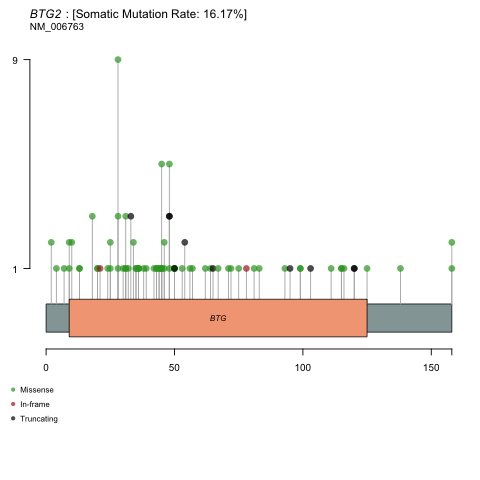 BTG2 : [Somatic Mutation Rate: 16.17%]
NM_006763
9
1
BTG
0 50 100 150
Missense
In-frame
Truncating